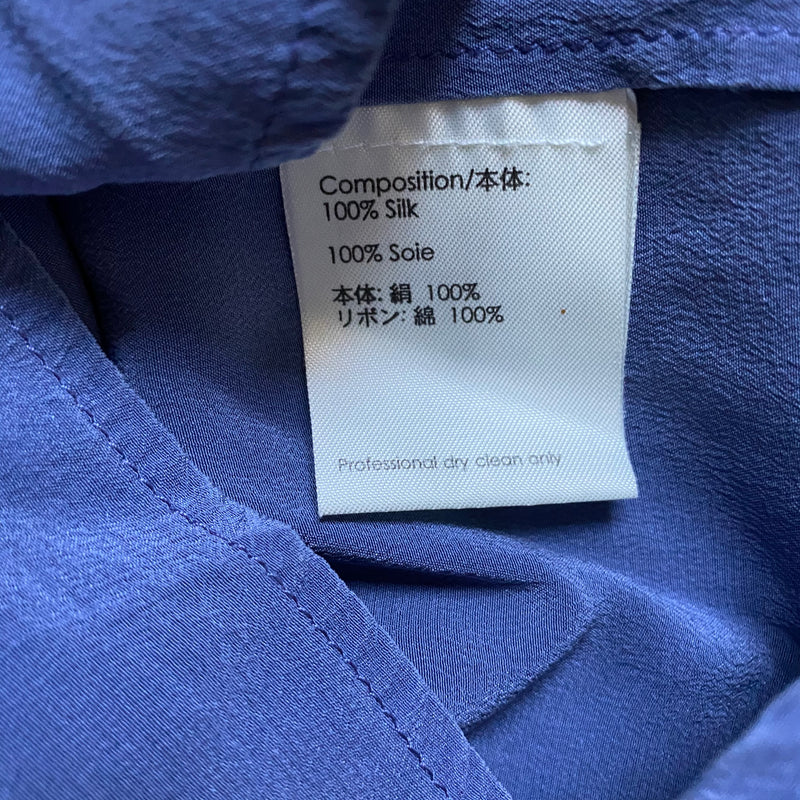 Composition/本体:
100% Silk
100% Soie
本体: 絹 100%
リボン: 綿 100%
Professional dry clean only